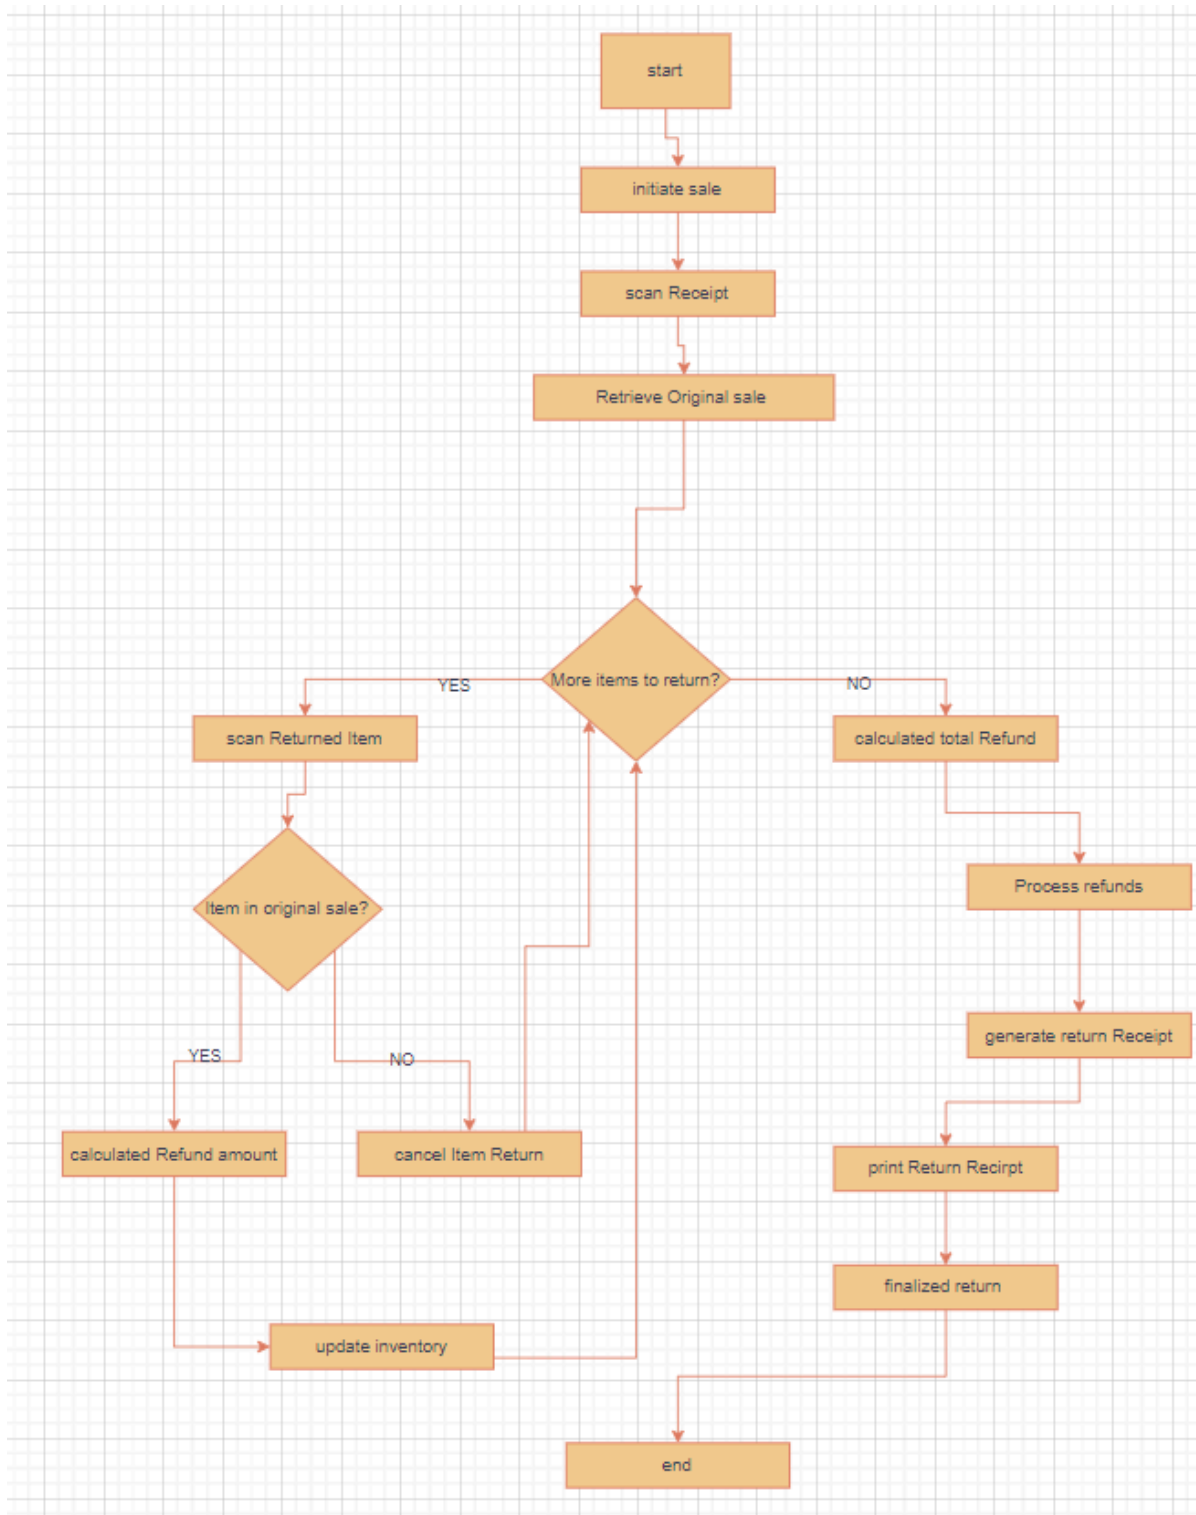 start
initiate sale
scan Receipt
Retrieve Original sale
More items to return?
YES
NO
scan Returned Item
calculated total Refund
Item in original sale?
Process refunds
generate return Receipt
YES
NO
calculated Refund amount
cancel Item Return
print Return Recirpt
finalized return
update inventory
end